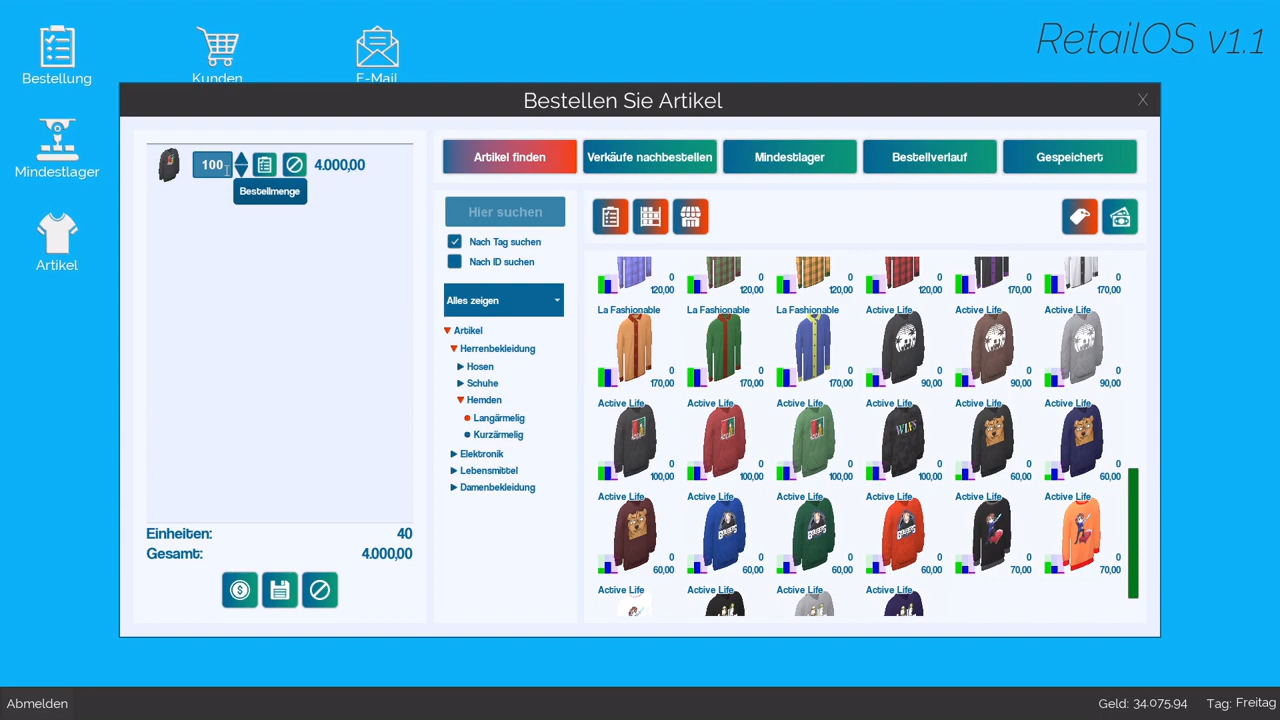 RetailOS v1.1
Bestellung
Kunden
E-Mail
Mindestlager
Artikel
Bestellen Sie Artikel
X
100
4.000,00
Bestellmenge
Einheiten: 40
Gesamt: 4.000,00
Artikel finden
Verkäufe nachbestellen
Mindestlager
Bestellverlauf
Gespeichert
Hier suchen
Nach Tag suchen
Nach ID suchen
Alles zeigen
Artikel
Herrenbekleidung
Hosen
Schuhe
Hemden
Langärmelig
Kurzärmelig
Elektronik
Lebensmittel
Damenbekleidung
0 0 0 0 0 0
120,00 120,00 120,00 120,00 170,00 170,00
La Fashionable La Fashionable La Fashionable Active Life Active Life Active Life
0 0 0 0 0 0
170,00 170,00 170,00 90,00 90,00 90,00
Active Life Active Life Active Life Active Life Active Life Active Life
0 0 0 0 0 0
100,00 100,00 100,00 100,00 60,00 60,00
Active Life Active Life Active Life Active Life Active Life Active Life
0 0 0 0 0 0
60,00 60,00 60,00 60,00 70,00 70,00
Active Life Active Life Active Life Active Life
Abmelden
Geld: 34.075,94 Tag: Freitag